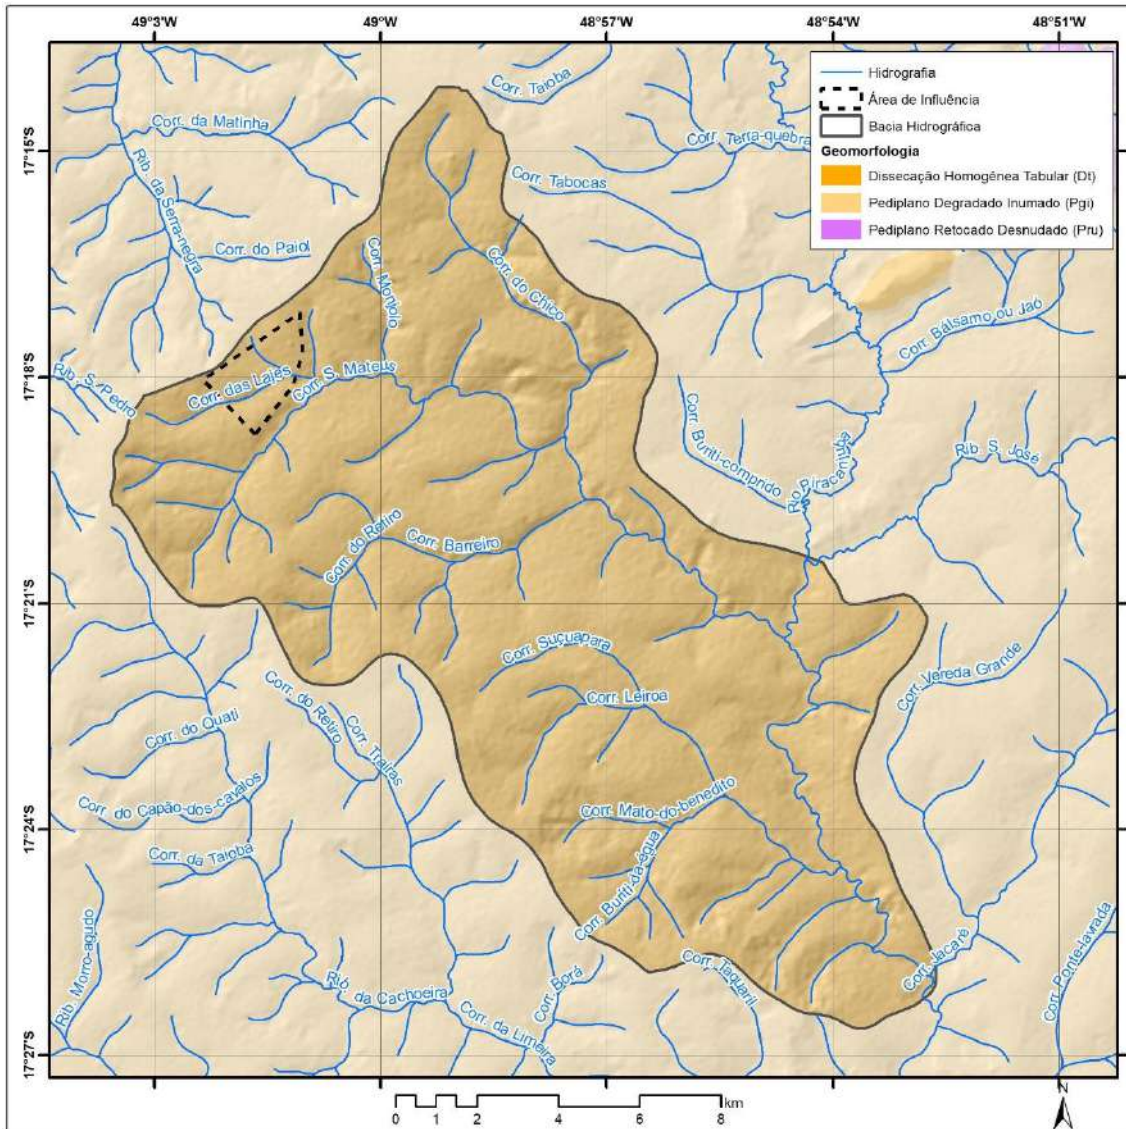 49°3'W
49°0'W
48°57'W
48°54'W
48°51'W
Hidrografia
Área de Influência
Bacia Hidrográfica
Geomorfologia
Dissecação Homogênea Tabular (Dt)
Pediplano Degradado Inumado (Pgi)
Pediplano Retocado Desnudado (Pru)
Corr. Taioba
Corr. da Matinha
Corr. Terra-quebra
17°15'S
Rib. da Serra-negra
Corr. Tabocas
Corr. do Paiol
Corr. Monjolo
Corr. do Chico
Corr. Bálsamo ou Jaó
17°18'S
Rib. S. Pedro
Corr. das Lajes
Corr. S. Mateus
Corr. Buriti-comprido
Rio Piracanjuba
Rib. S. José
Corr. do Retiro
Corr. Barreiro
17°21'S
Corr. Suçuapara
Corr. Vereda Grande
Corr. do Retiro
Corr. Leiroa
Corr. Traíras
Corr. do Quati
Corr. do Capão-dos-cavalos
Corr. Mato-do-benedito
17°24'S
Corr. da Taioba
Corr. Buriti-da-água
Rib. Morro-agudo
Corr. Jacaré
Corr. Ponte-lavada
Corr. Taquaril
Corr. Borá
Rib. da Cachoeira
Corr. da Limeira
17°27'S
N
km
0 1 2 4 6 8